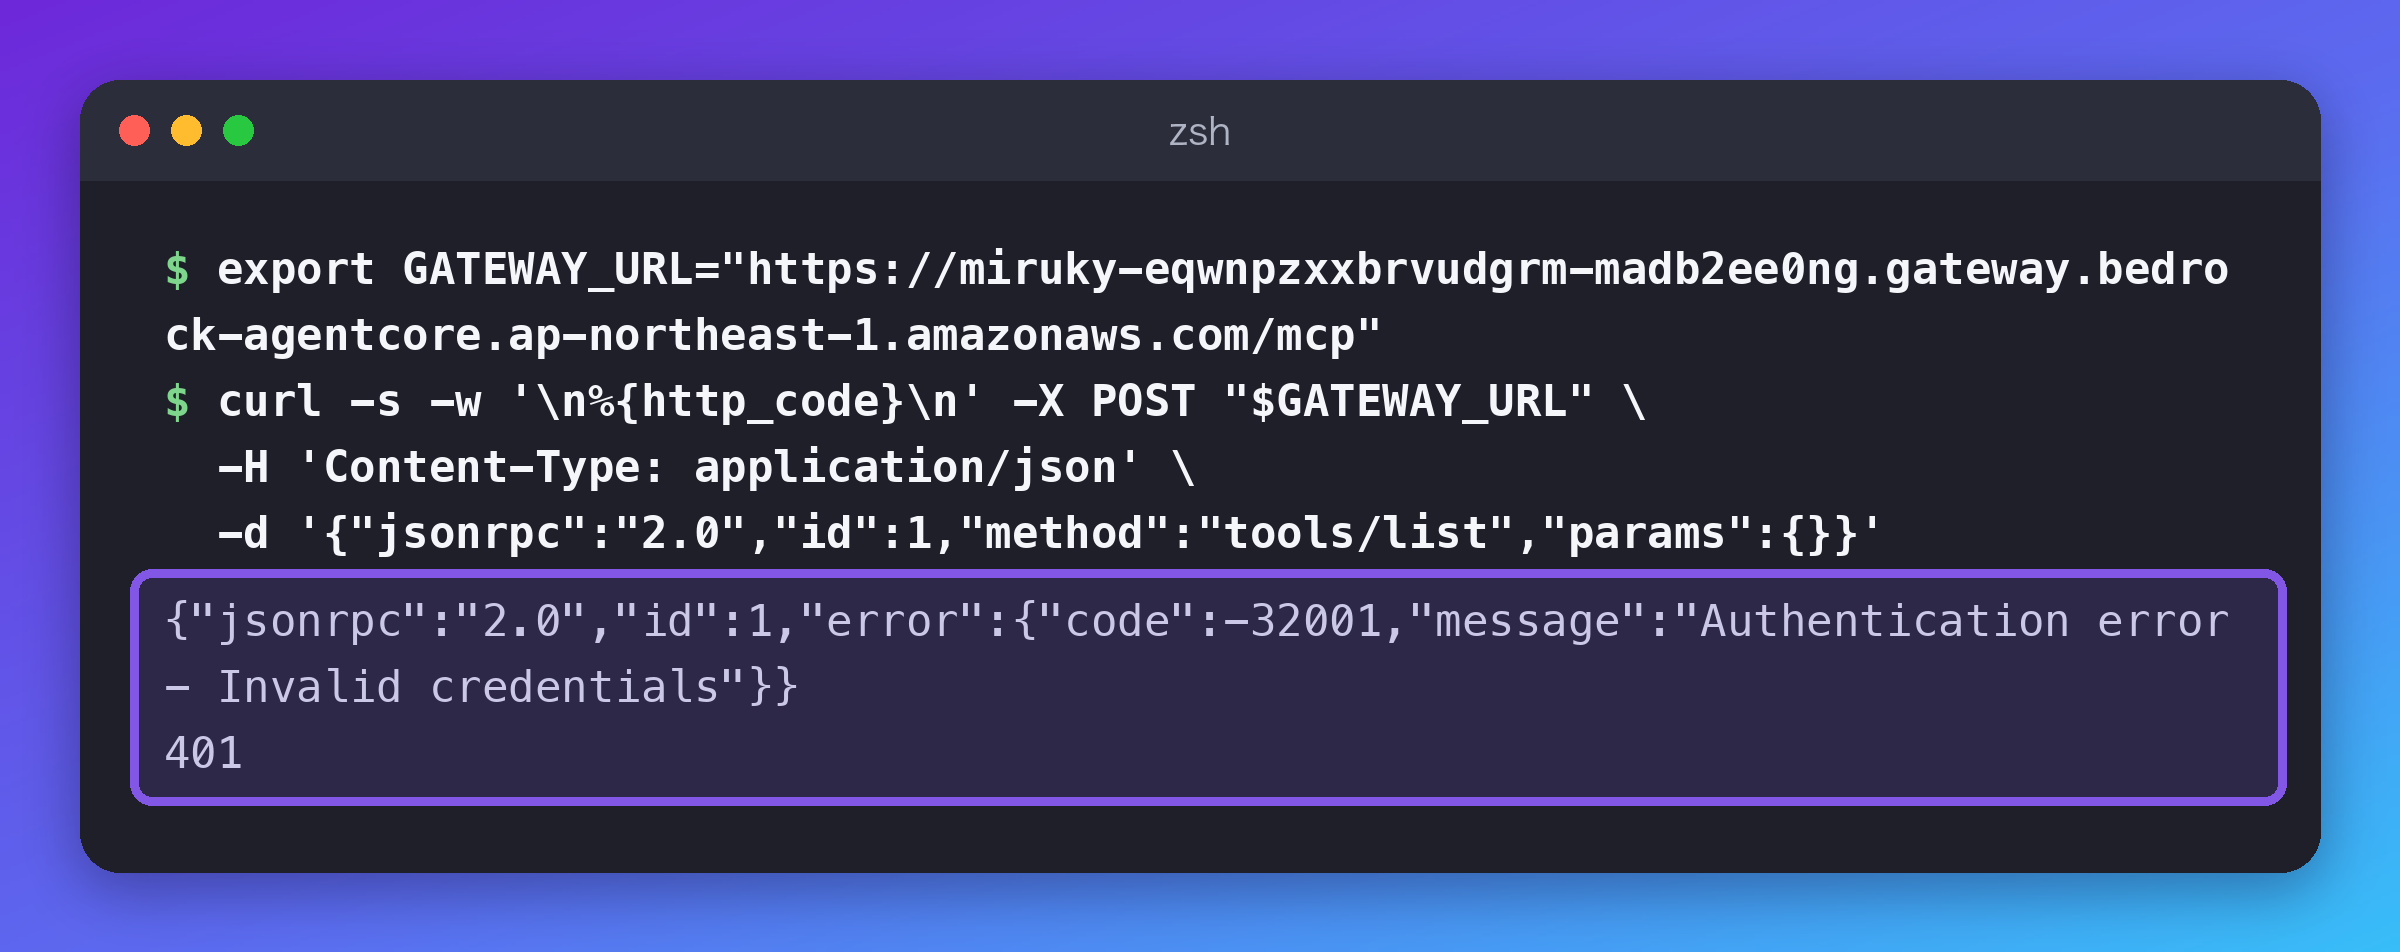 zsh
$ export GATEWAY_URL="https://miruky-eqwnpzxxbrvudgrm-madb2ee0ng.gateway.bedro
ck-agentcore.ap-northeast-1.amazonaws.com/mcp"
$ curl -s -w '\n%{http_code}\n' -X POST "$GATEWAY_URL" \
  -H 'Content-Type: application/json' \
  -d '{"jsonrpc":"2.0","id":1,"method":"tools/list","params":{}}'
{"jsonrpc":"2.0","id":1,"error":{"code":-32001,"message":"Authentication error
- Invalid credentials"}}
401